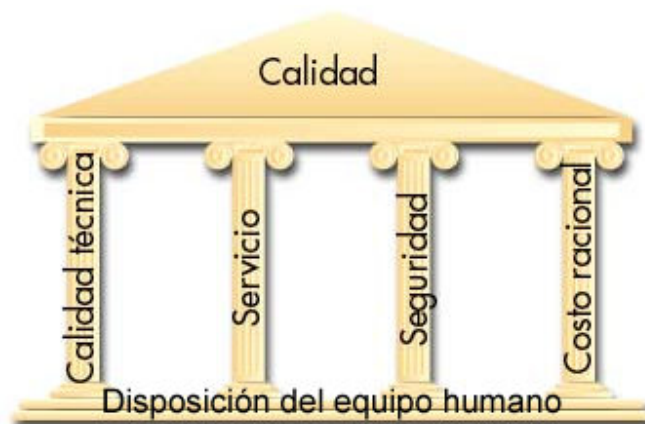 Calidad
Calidad técnica
Servicio
Seguridad
Costo racional
Disposición del equipo humano